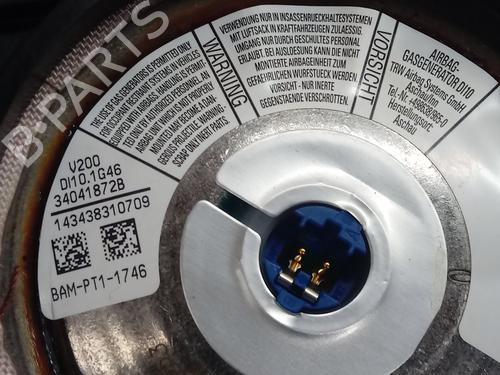 B-PARTS
THE USE OF GAS GENERATORS IS PERMITTED ONLY
FOR OCCUPANT RESTRAINT SYSTEMS IN VEHICLES
EQUIPPED WITH AIRBAG. HANDLING IS PERMIT-
TED ONLY BY AUTHORIZED PERSONNEL. AN
AIRBAG UNIT WHICH IS NOT PROPERLY
MOUNTED MAY BECOME A DAN-
GEROUS PROJECTILE. WARNING:
SCRAP ONLY INERT PARTS.
WARNING
VERWENDUNG NUR IN INSASSENRUECKHALTESYSTEMEN
MIT LUFTSACK IN KRAFTFAHRZEUGEN ZULAESSIG.
UMGANG NUR DURCH GESCHULTES PERSONAL
ERLAUBT. BEI AUSLOESUNG KANN DIE NICHT
MONTIERTE AIRBAGEINHEIT ZUM
GEFAEHRLICHEN WURFSTUECK WERDEN
VORSICHT - NUR INERTE
GEGENSTAENDE VERSCHROTTEN.
VORSICHT
AIRBAG-
GASGENERATOR DI10
TRW Airbag Systems GmbH
Aschau/Inn
Herstellungsort:
Aschau
V200
DI10.1G46
34041872B
143438310709
BAM-PT1-1746